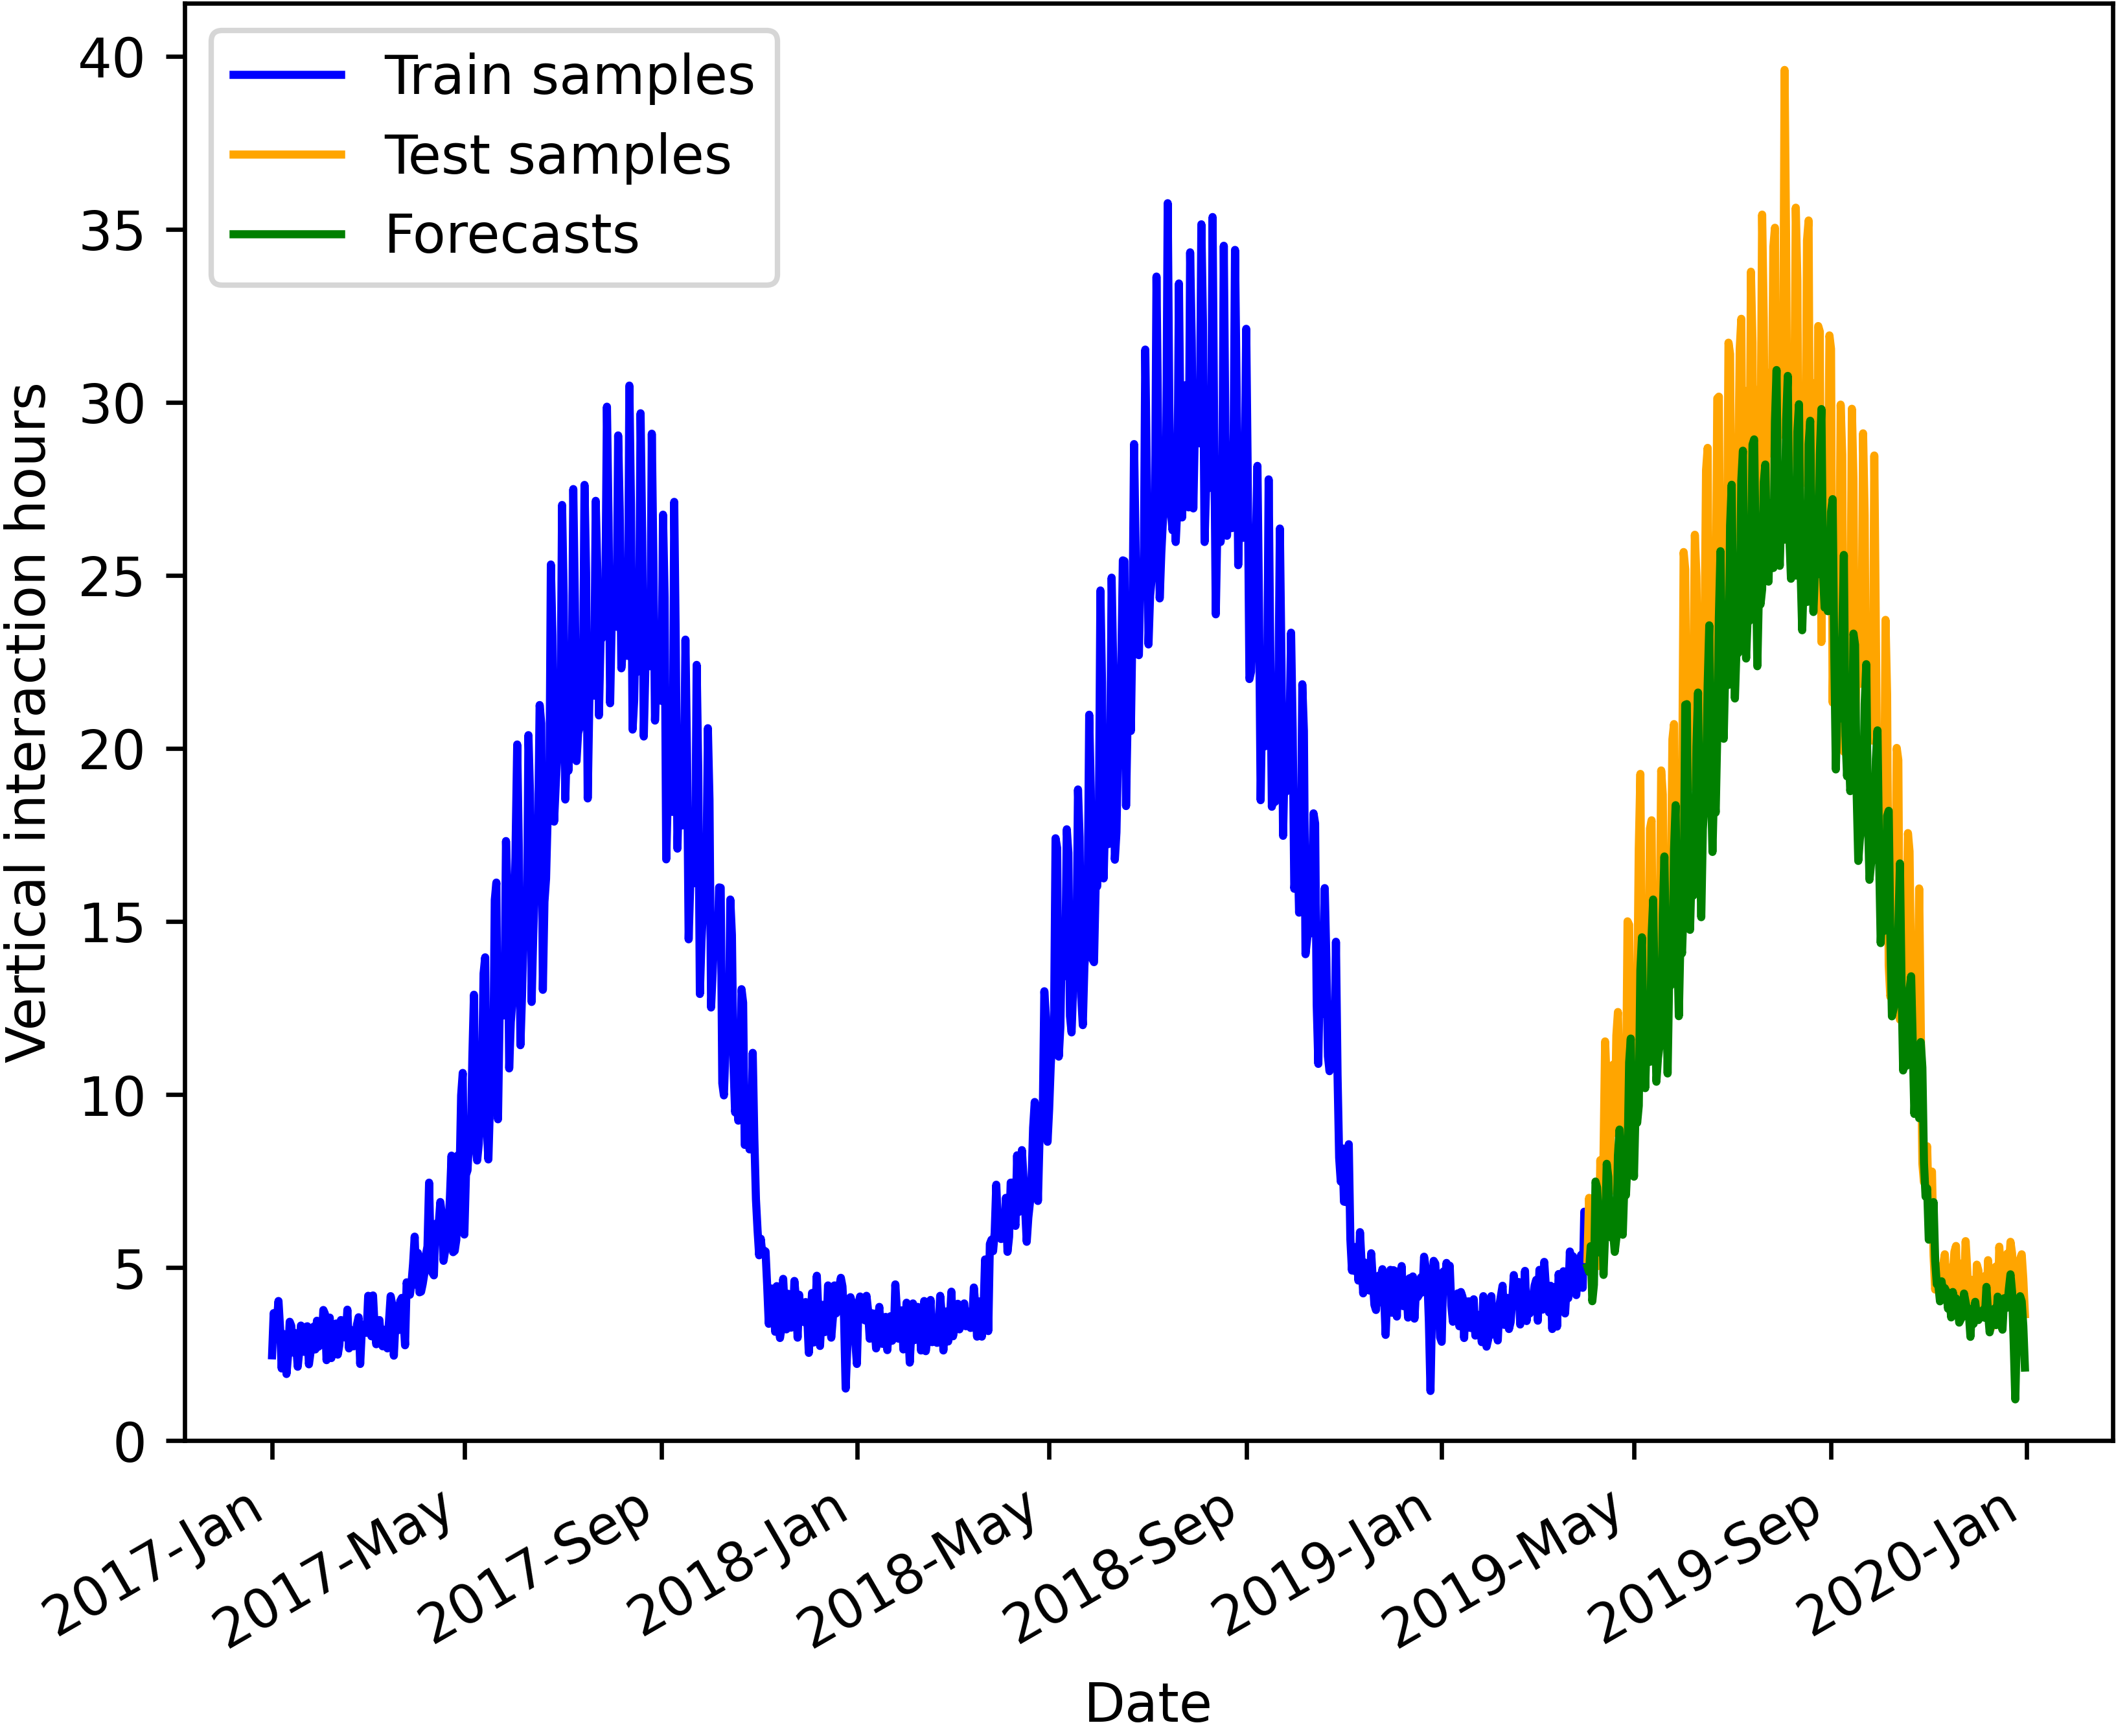 Train samples
Test samples
Forecasts
Vertical interaction hours
40
35
30
25
20
15
10
5
0
2017-Jan
2017-May
2017-Sep
2018-Jan
2018-May
2018-Sep
2019-Jan
2019-May
2019-Sep
2020-Jan
Date